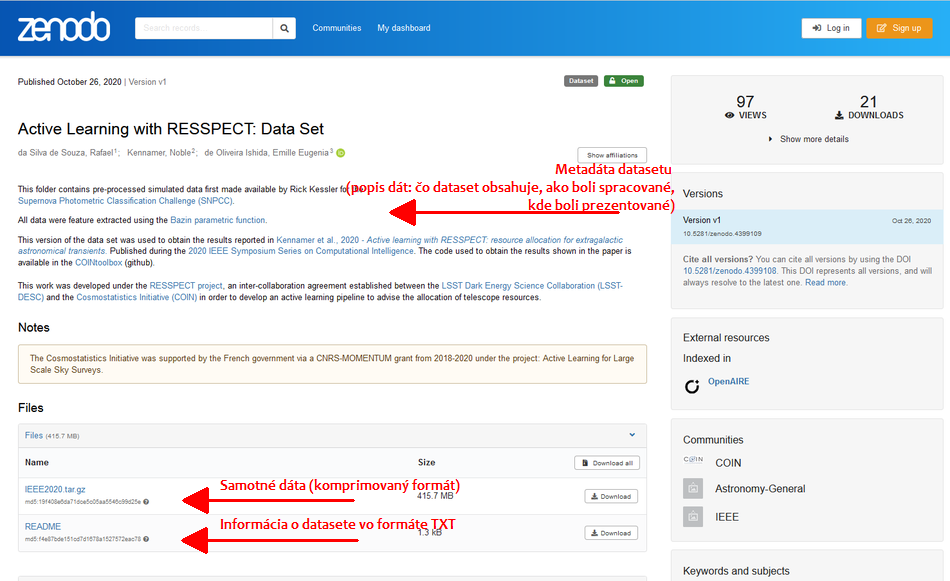 zenodo
Search records...
Communities
My dashboard
Log in
Sign up
Published October 26, 2020 | Version v1
Dataset
Open
Active Learning with RESSPECT: Data Set
da Silva de Souza, Rafael1; Kennamer, Noble2; de Oliveira Ishida, Emille Eugenia3
Show affiliations
Metadáta datasetu
(popis dát: čo dataset obsahuje, ako boli spracované,
kde boli prezentované)
This folder contains pre-processed simulated data first made available by Rick Kessler for the
Supernova Photometric Classification Challenge (SNPCC).
All data were feature extracted using the Bazin parametric function.
This version of the data set was used to obtain the results reported in Kennamer et al., 2020 - Active learning with RESSPECT: resource allocation for extragalactic
astronomical transients. Published during the 2020 IEEE Symposium Series on Computational Intelligence. The code used to obtain the results shown in the paper is
available in the COINtoolbox (github).
This work was developed under the RESSPECT project, an inter-collaboration agreement established between the LSST Dark Energy Science Collaboration (LSST-
DESC) and the Cosmostatistics Initiative (COIN) in order to develop an active learning pipeline to advise the allocation of telescope resources.
Notes
The Cosmostatistics Initiative was supported by the French government via a CNRS-MOMENTUM grant from 2018-2020 under the project: Active Learning for Large
Scale Sky Surveys.
Files
Files (415.7 MB)
Name
Size
Download all
IEEE2020.tar.gz
Samotné dáta (komprimovaný formát)
415.7 MB
Download
README
Informácia o datasete vo formáte TXT
1.3 kB
Download
97
VIEWS
21
DOWNLOADS
Show more details
Versions
Version v1
Oct 26, 2020
10.5281/zenodo.4399109
Cite all versions? You can cite all versions by using the DOI
10.5281/zenodo.4399108. This DOI represents all versions, and will
always resolve to the latest one. Read more.
External resources
Indexed in
OpenAIRE
Communities
COIN
COIN
Astronomy-General
IEEE
Keywords and subjects